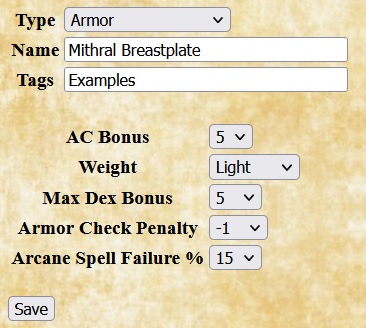 Type Armor
Name Mithral Breastplate
Tags Examples
AC Bonus 5
Weight Light
Max Dex Bonus 5
Armor Check Penalty -1
Arcane Spell Failure % 15
Save